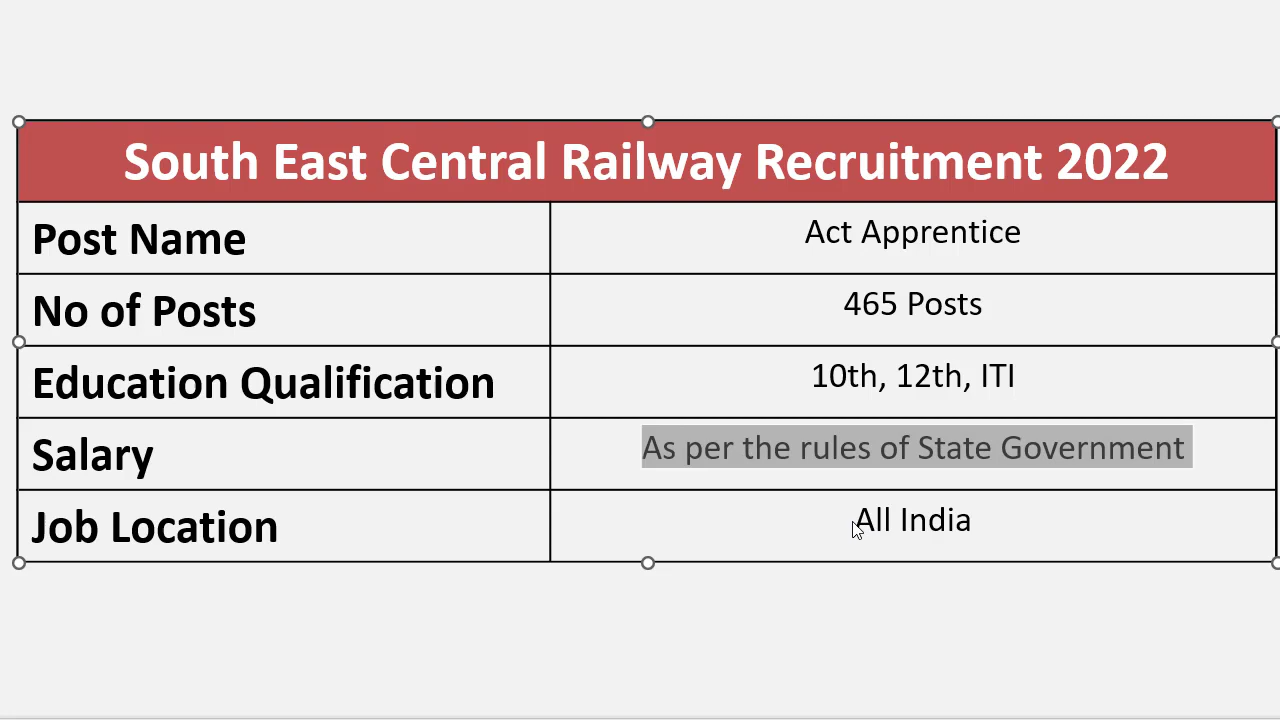 South East Central Railway Recruitment 2022
Post Name Act Apprentice
No of Posts 465 Posts
Education Qualification 10th, 12th, ITI
Salary As per the rules of State Government
Job Location All India